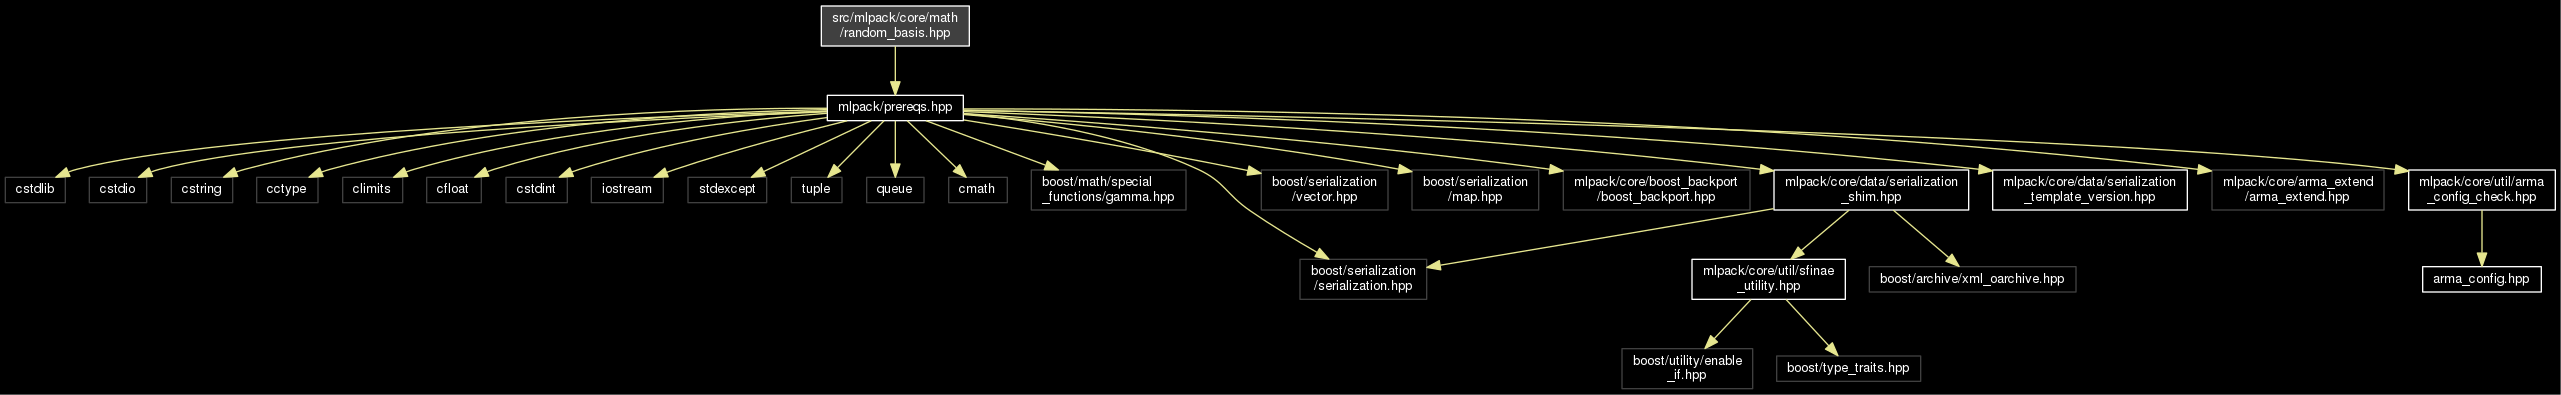 src/mlpack/core/math
/random_basis.hpp
mlpack/prereqs.hpp
cstdlib
cstdio
cstring
cctype
climits
cfloat
cstdint
iostream
stdexcept
tuple
queue
cmath
boost/math/special
_functions/gamma.hpp
boost/serialization
/vector.hpp
boost/serialization
/map.hpp
mlpack/core/boost_backport
/boost_backport.hpp
mlpack/core/data/serialization
_shim.hpp
mlpack/core/data/serialization
_template_version.hpp
mlpack/core/arma_extend
/arma_extend.hpp
mlpack/core/util/arma
_config_check.hpp
boost/serialization
/serialization.hpp
mlpack/core/util/sfinae
_utility.hpp
boost/archive/xml_oarchive.hpp
arma_config.hpp
boost/utility/enable
_if.hpp
boost/type_traits.hpp